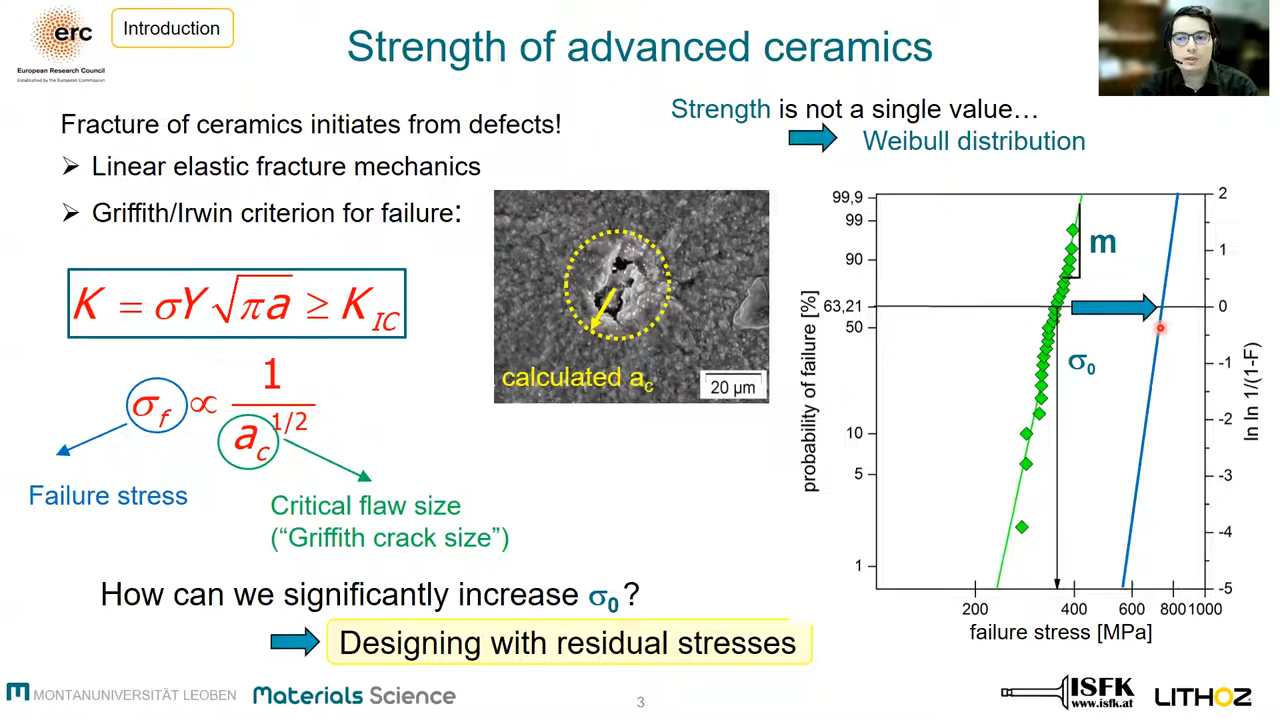 erc
European Research Council
Established by the European Commission
Introduction
Strength of advanced ceramics
Fracture of ceramics initiates from defects!
➢ Linear elastic fracture mechanics
➢ Griffith/Irwin criterion for failure:
K = σY√πa ≥ K_IC
σ_f ∝ 1 / a_c^1/2
Failure stress
Critical flaw size
(“Griffith crack size”)
calculated a_c
20 µm
Strength is not a single value…
Weibull distribution
probability of failure [%]
99,9
99
90
63,21
50
10
5
1
m
σ₀
2
1
0
-1
-2
-3
-4
-5
ln ln 1/(1-F)
200
400
600
800
1000
failure stress [MPa]
How can we significantly increase σ₀?
Designing with residual stresses
MONTANUNIVERSITÄT LEOBEN
Materials Science
3
ISFK
www.isfk.at
LITHOZ